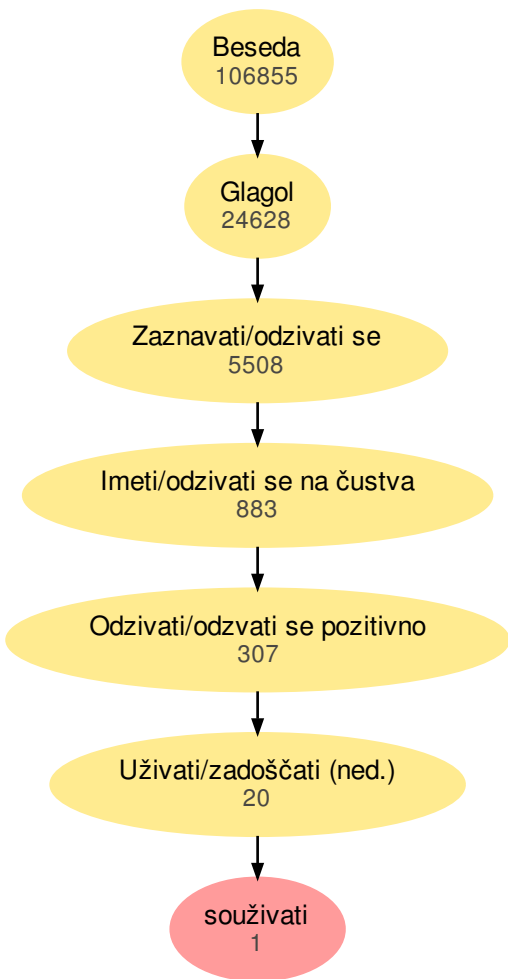 Beseda
106855
Glagol
24628
Zaznavati/odzivati se
5508
Imeti/odzivati se na čustva
883
Odzivati/odzvati se pozitivno
307
Uživati/zadoščati (ned.)
20
souživati
1